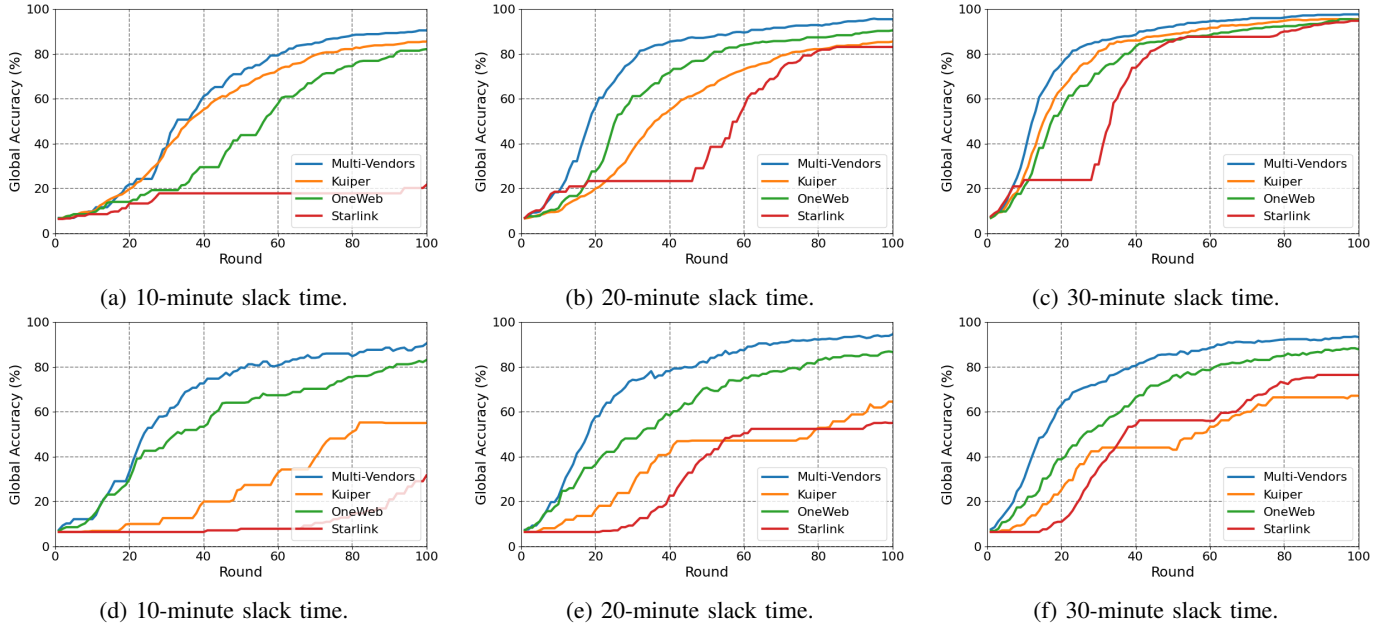 Global Accuracy (%)
100
80
60
40
20
0
Multi-Vendors
Kuiper
OneWeb
Starlink
0 20 40 60 80 100
Round
(a) 10-minute slack time.
Global Accuracy (%)
100
80
60
40
20
0
Multi-Vendors
Kuiper
OneWeb
Starlink
0 20 40 60 80 100
Round
(b) 20-minute slack time.
Global Accuracy (%)
100
80
60
40
20
0
Multi-Vendors
Kuiper
OneWeb
Starlink
0 20 40 60 80 100
Round
(c) 30-minute slack time.
Global Accuracy (%)
100
80
60
40
20
0
Multi-Vendors
Kuiper
OneWeb
Starlink
0 20 40 60 80 100
Round
(d) 10-minute slack time.
Global Accuracy (%)
100
80
60
40
20
0
Multi-Vendors
Kuiper
OneWeb
Starlink
0 20 40 60 80 100
Round
(e) 20-minute slack time.
Global Accuracy (%)
100
80
60
40
20
0
Multi-Vendors
Kuiper
OneWeb
Starlink
0 20 40 60 80 100
Round
(f) 30-minute slack time.